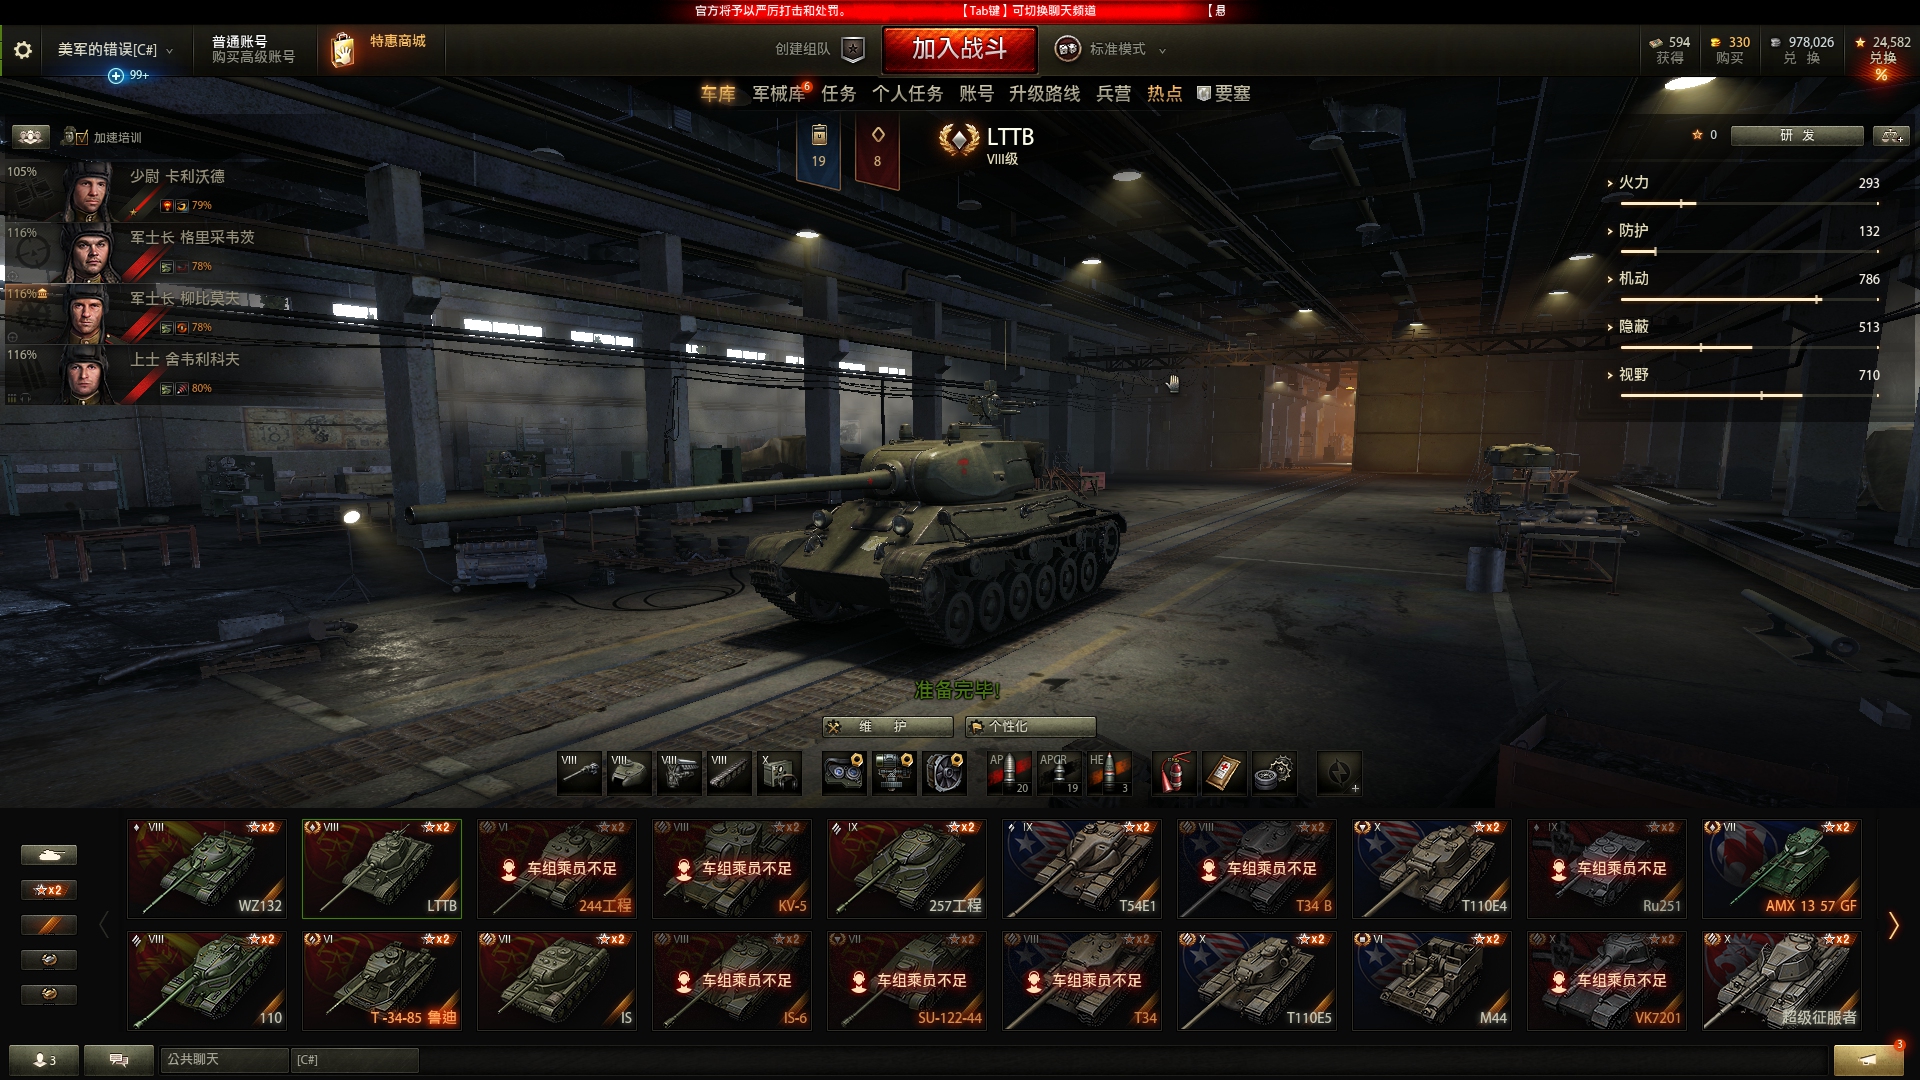 官方将予以严厉打击和处罚。 【Tab键】可切换聊天频道 【悬
美军的错误[C#]
99+
普通账号
购买高级账号
特惠商城
创建组队
加入战斗
标准模式
594
获得
330
购买
978,026
兑 换
24,582
兑换
%
车库 军械库 6 任务 个人任务 账号 升级路线 兵营 热点 要塞
加速培训
19
8
LTTB
VIII级
0
研 发
105%
少尉 卡利沃德
79%
116%
军士长 格里采韦茨
78%
116%
军士长 柳比莫夫
78%
116%
上士 舍韦利科夫
80%
火力 293
防护 132
机动 786
隐蔽 513
视野 710
准备完毕!
维 护
个性化
VIII VIII VIII VIII X
AP 20
APCR 19
HE 3
VIII x2 WZ132
VIII x2 LTTB
VI x2 车组乘员不足 244工程
VIII x2 车组乘员不足 KV-5
IX x2 257工程
IX x2 T54E1
VIII x2 车组乘员不足 T34 B
X x2 T110E4
IX x2 车组乘员不足 Ru251
VII x2 AMX 13 57 GF
x2
VIII x2 110
VI x2 T-34-85 鲁迪
VII x2 IS
VIII x2 车组乘员不足 IS-6
VII x2 车组乘员不足 SU-122-44
VIII x2 车组乘员不足 T34
X x2 T110E5
VI x2 M44
X x2 车组乘员不足 VK7201
X x2 超级征服者
3
公共聊天
[C#]
3